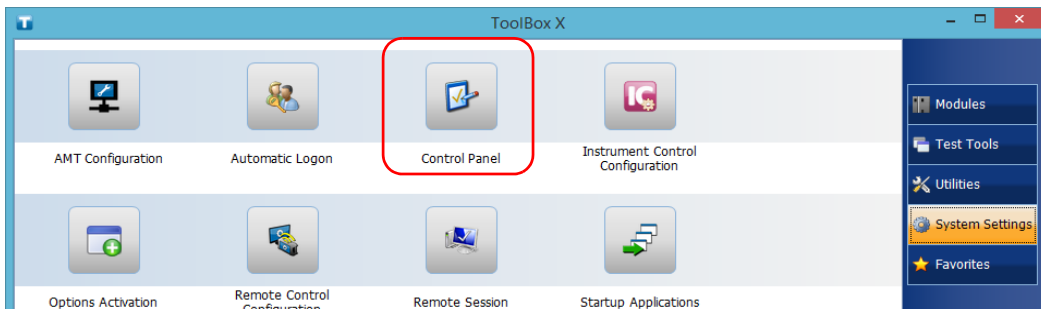 ToolBox X
AMT Configuration
Automatic Logon
Control Panel
Instrument Control
Configuration
Options Activation
Remote Control
Configuration
Remote Session
Startup Applications
Modules
Test Tools
Utilities
System Settings
Favorites